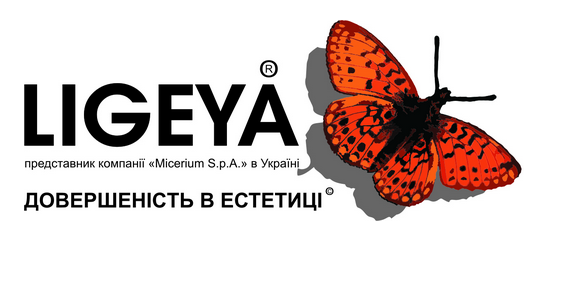 LIGEYA®
представник компанії «Micerium S.p.A.» в Україні
ДОВЕРШЕНІСТЬ В ЕСТЕТИЦІ©